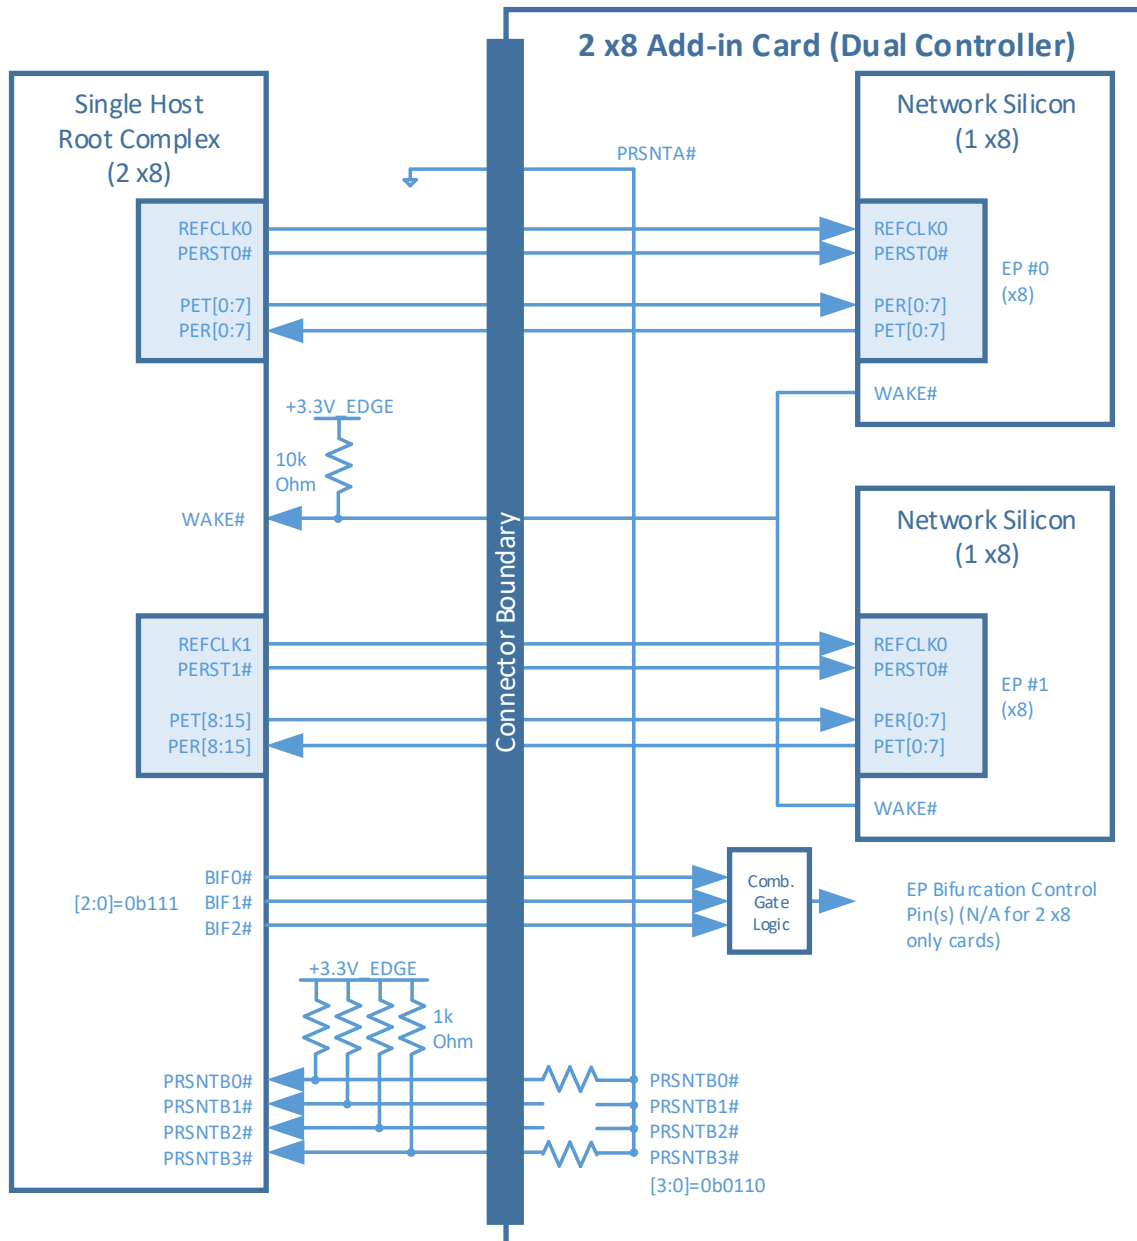 2 x8 Add-in Card (Dual Controller)
Single Host
Root Complex
(2 x8)
Network Silicon
(1 x8)
PRSNTA#
REFCLK0
PERST0#
PET[0:7]
PER[0:7]
REFCLK0
PERST0#
PER[0:7]
PET[0:7]
EP #0
(x8)
WAKE#
+3.3V_EDGE
10k
Ohm
WAKE#
Connector Boundary
Network Silicon
(1 x8)
REFCLK1
PERST1#
PET[8:15]
PER[8:15]
REFCLK0
PERST0#
PER[0:7]
PET[0:7]
EP #1
(x8)
WAKE#
[2:0]=0b111
BIF0#
BIF1#
BIF2#
Comb.
Gate
Logic
EP Bifurcation Control
Pin(s) (N/A for 2 x8
only cards)
+3.3V_EDGE
1k
Ohm
PRSNTB0#
PRSNTB1#
PRSNTB2#
PRSNTB3#
PRSNTB0#
PRSNTB1#
PRSNTB2#
PRSNTB3#
[3:0]=0b0110